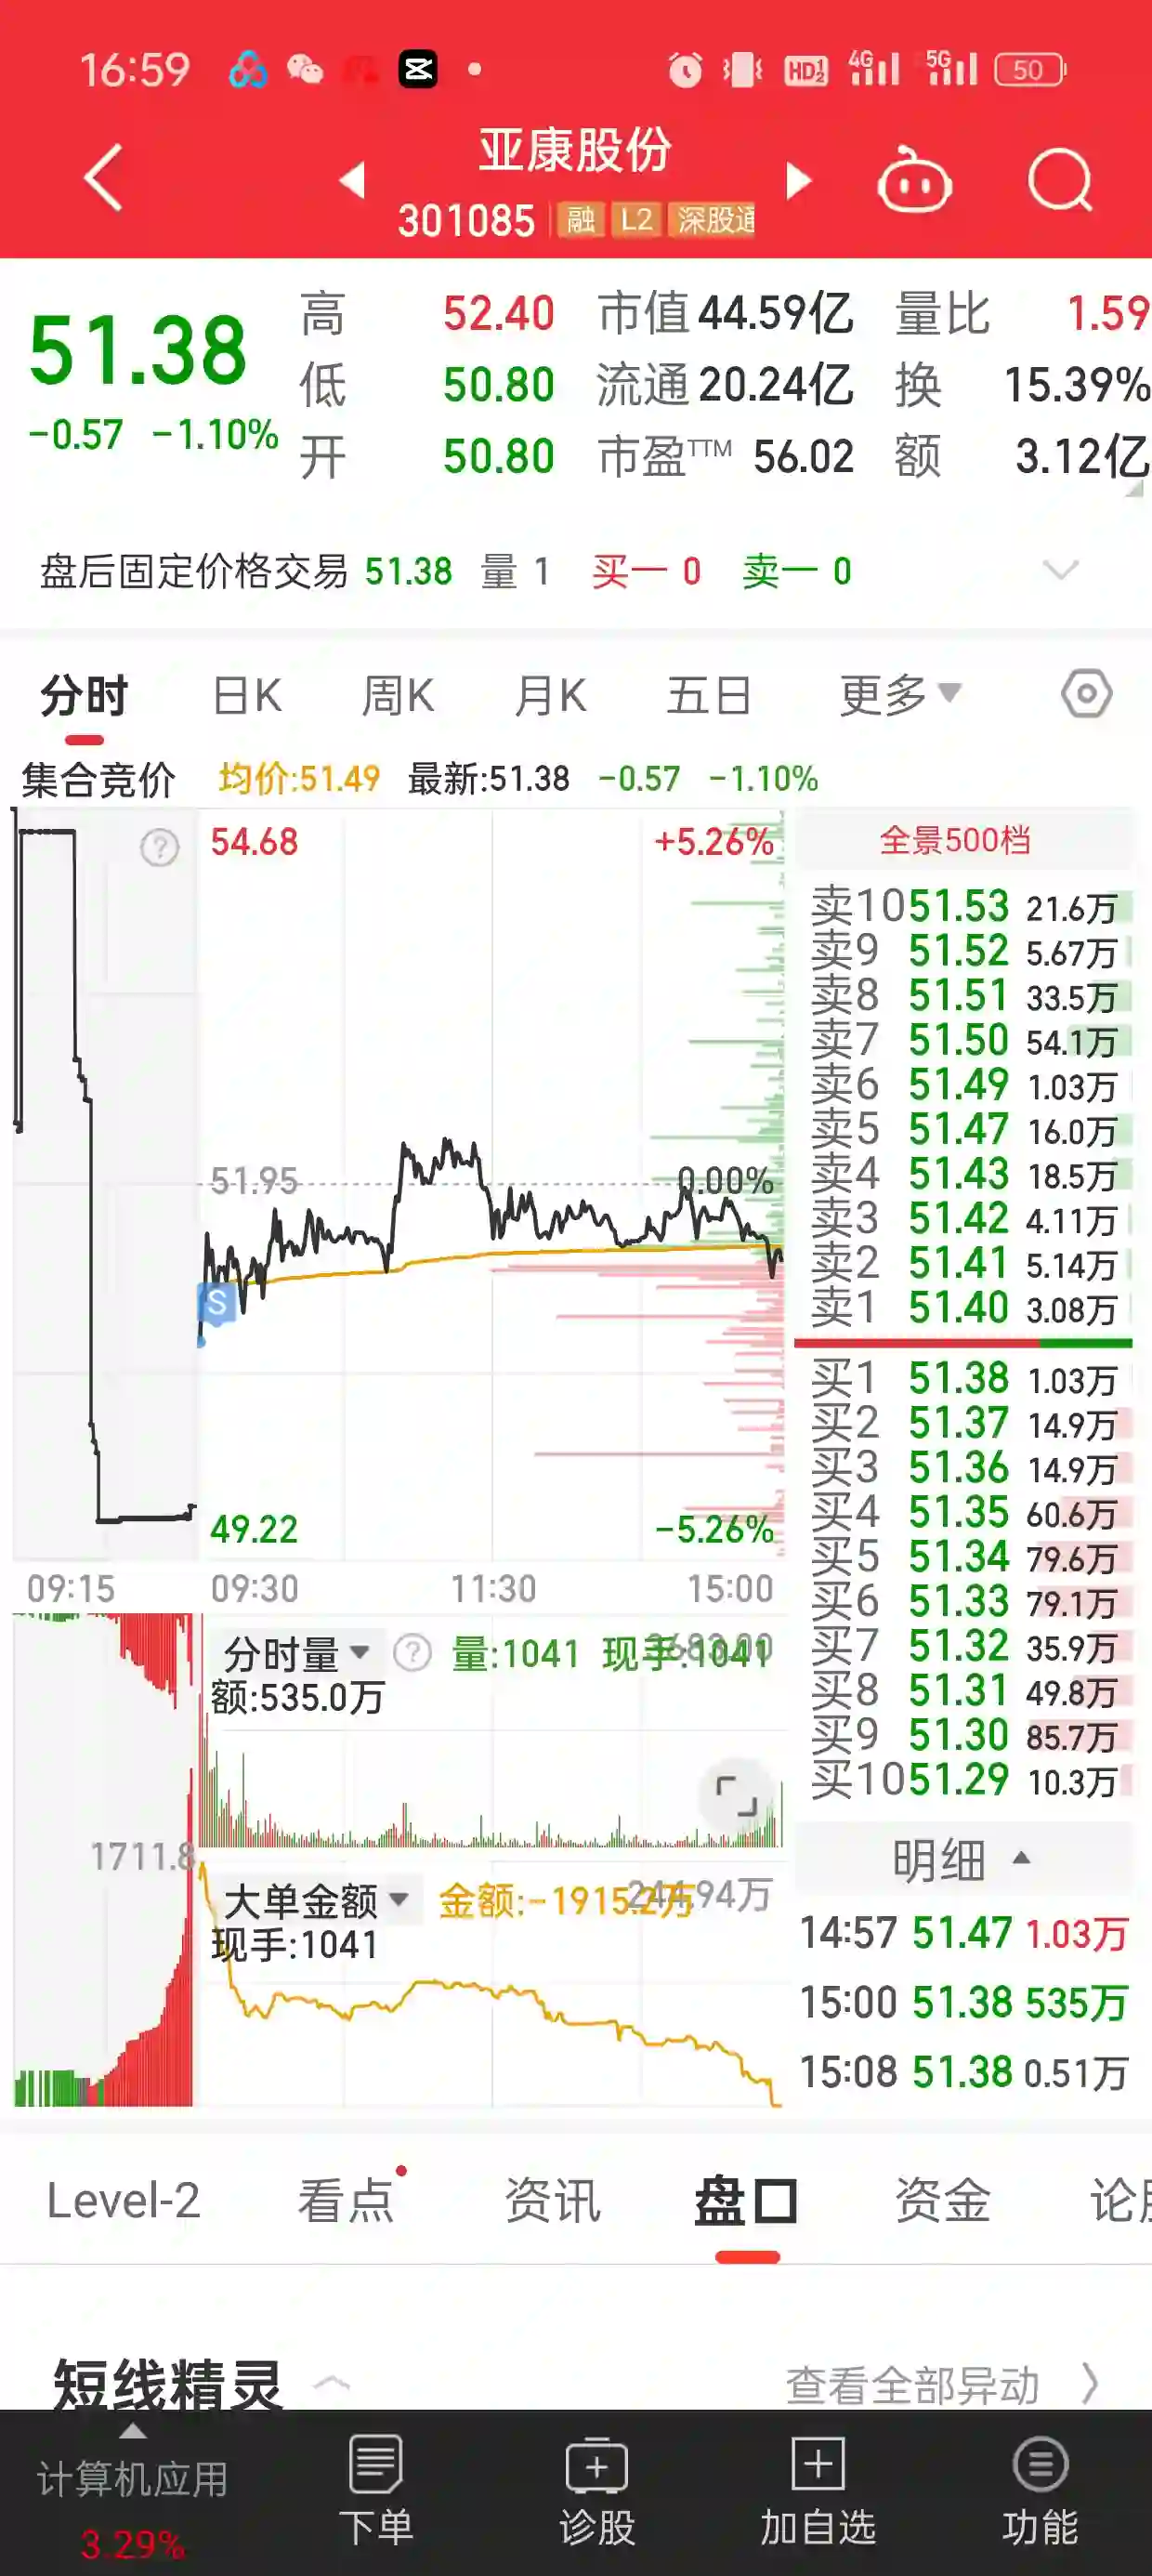 16:59 HD 4G 5G 50
亚康股份
301085 融 L2 深股通
51.38
-0.57 -1.10%
高 52.40 市值 44.59亿 量比 1.59
低 50.80 流通 20.24亿 换 15.39%
开 50.80 市盈TTM 56.02 额 3.12亿
盘后固定价格交易 51.38 量 1 买一 0 卖一 0
分时 日K 周K 月K 五日 更多
集合竞价 均价:51.49 最新:51.38 -0.57 -1.10%
54.68 +5.26%
51.95 0.00%
49.22 -5.26%
09:15 09:30 11:30 15:00
分时量 ? 量:1041 现手:1041
额:535.0万
1711.8
大单金额 金额:-1915.2万
现手:1041
全景500档
卖10 51.53 21.6万
卖9 51.52 5.67万
卖8 51.51 33.5万
卖7 51.50 54.1万
卖6 51.49 1.03万
卖5 51.47 16.0万
卖4 51.43 18.5万
卖3 51.42 4.11万
卖2 51.41 5.14万
卖1 51.40 3.08万
买1 51.38 1.03万
买2 51.37 14.9万
买3 51.36 14.9万
买4 51.35 60.6万
买5 51.34 79.6万
买6 51.33 79.1万
买7 51.32 35.9万
买8 51.31 49.8万
买9 51.30 85.7万
买10 51.29 10.3万
明细
14:57 51.47 1.03万
15:00 51.38 535万
15:08 51.38 0.51万
Level-2 看点 资讯 盘口 资金
短线精灵 查看全部异动
计算机应用
3.29%
下单 诊股 加自选 功能